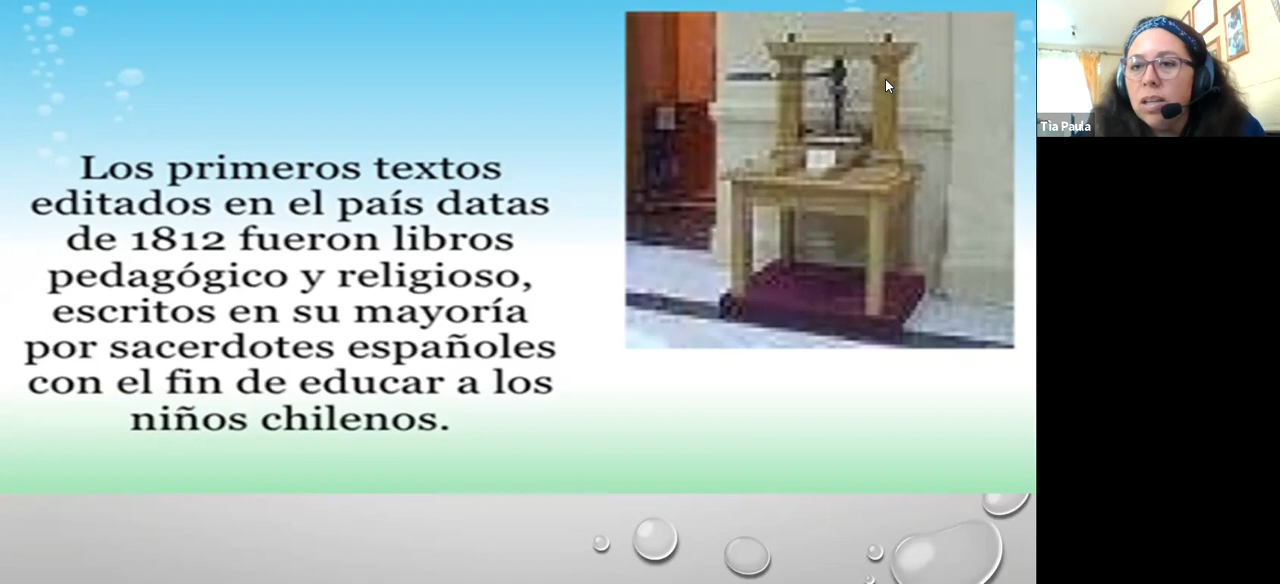 Los primeros textos
editados en el país datas
de 1812 fueron libros
pedagógico y religioso,
escritos en su mayoría
por sacerdotes españoles
con el fin de educar a los
niños chilenos.
Tia Paula